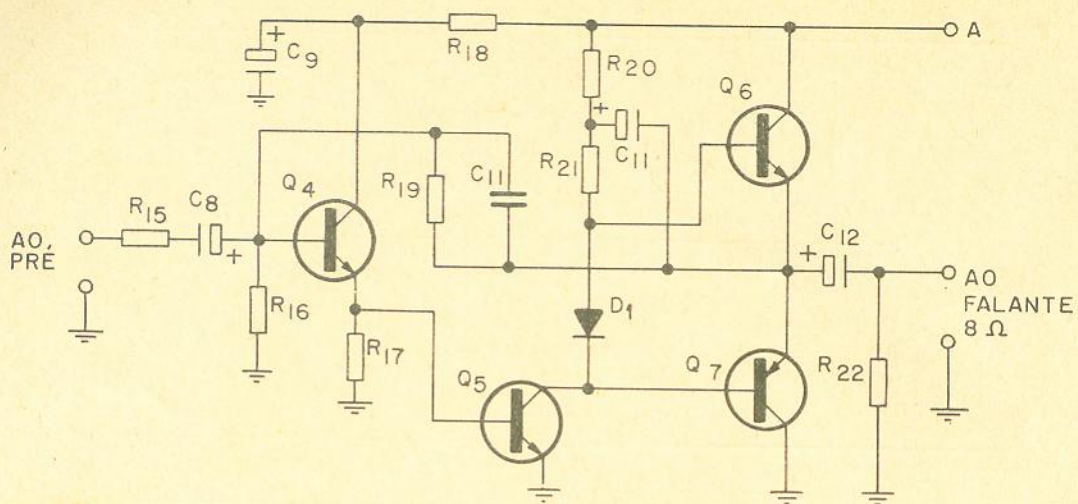 A
R18
C9
R20
Q6
C11
R21
R19
C11
Q4
R15
C8
AO,
PRÉ
C12
AO
FALANTE
8 Ω
R16
D1
R17
Q5
Q7
R22